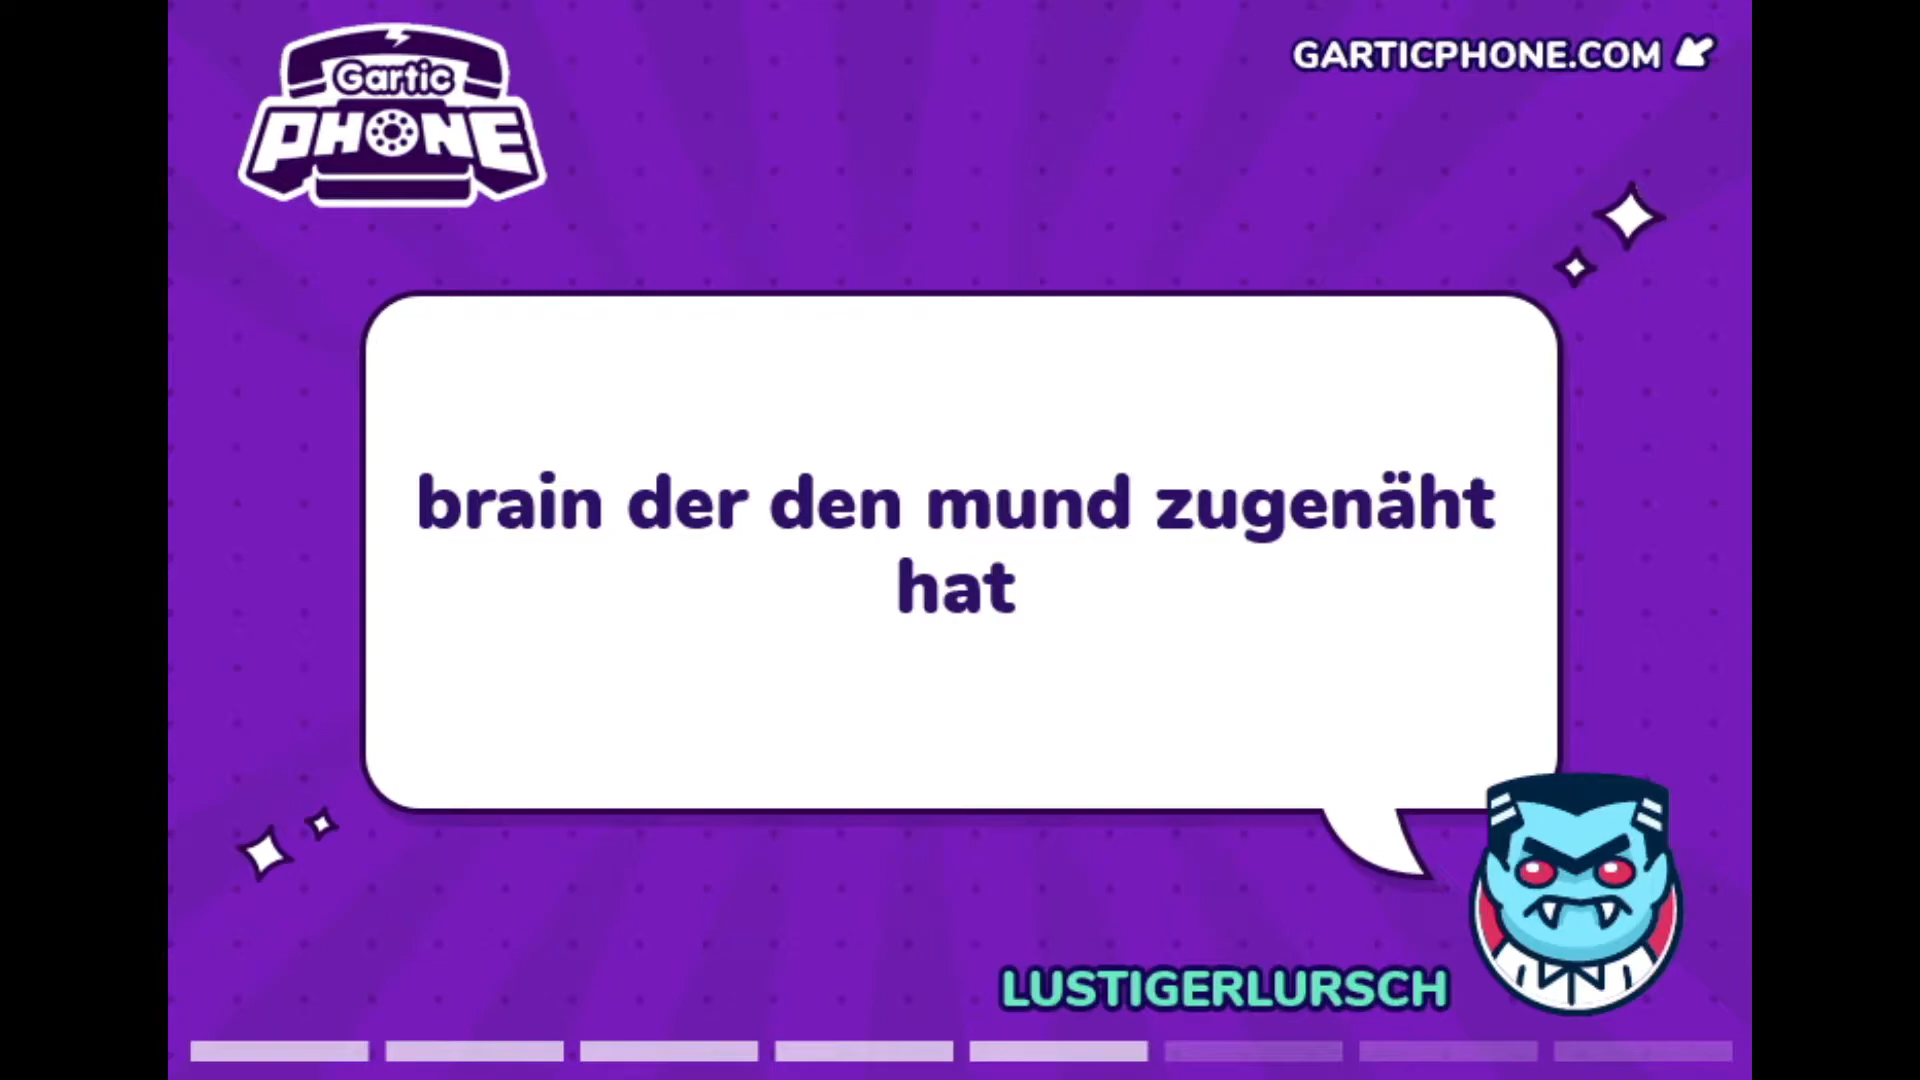 Gartic
PHONE
GARTICPHONE.COM
brain der den mund zugenäht
hat
LUSTIGERLURSCH